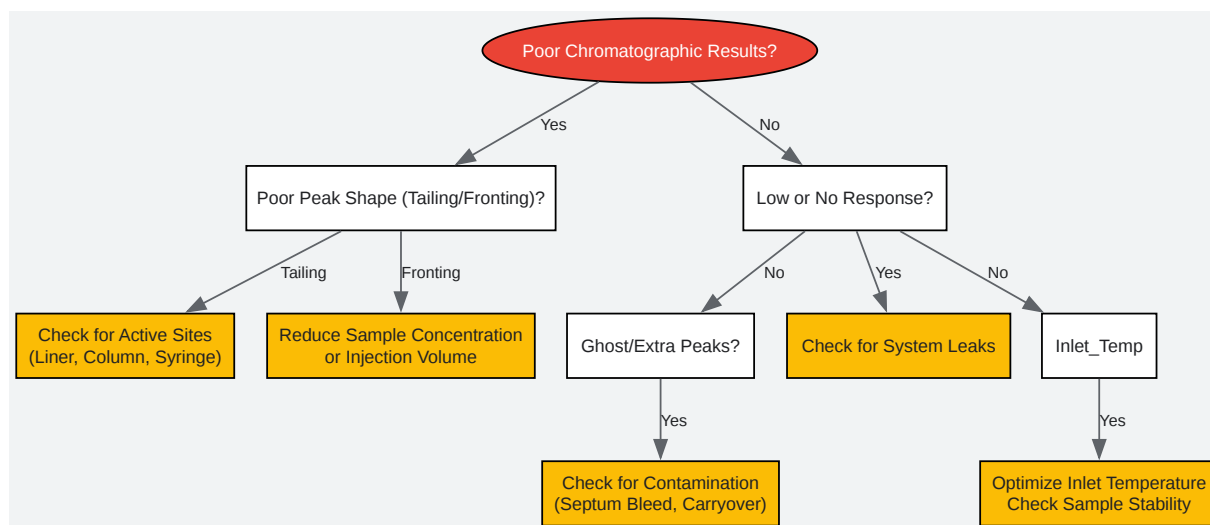 Poor Chromatographic Results?
Yes
No
Poor Peak Shape (Tailing/Fronting)?
Low or No Response?
Tailing
Fronting
No
Yes
No
Check for Active Sites
(Liner, Column, Syringe)
Reduce Sample Concentration
or Injection Volume
Ghost/Extra Peaks?
Check for System Leaks
Inlet_Temp
Yes
Yes
Check for Contamination
(Septum Bleed, Carryover)
Optimize Inlet Temperature
Check Sample Stability